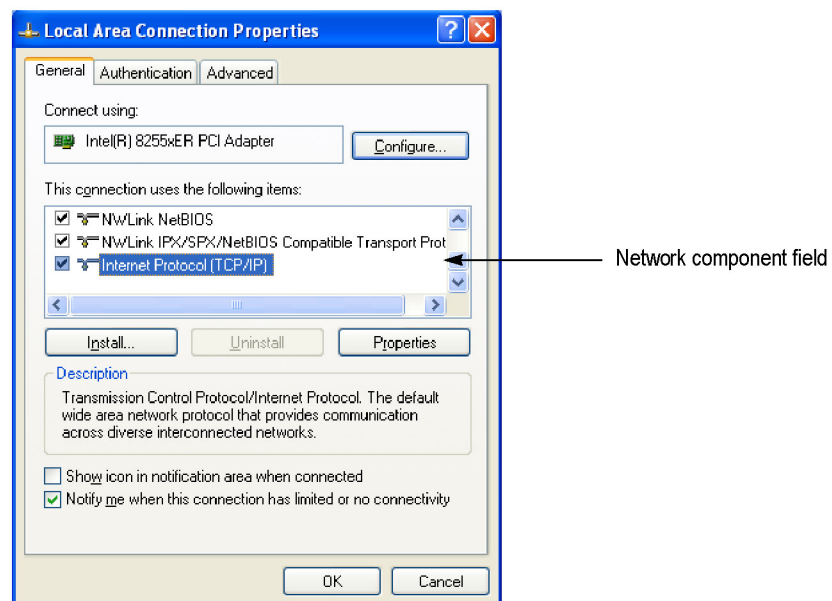 Local Area Connection Properties
General Authentication Advanced
Connect using:
Intel(R) 8255xER PCI Adapter
Configure...
This connection uses the following items:
NWLink NetBIOS
NWLink IPX/SPX/NetBIOS Compatible Transport Prot
Internet Protocol (TCP/IP)
Network component field
Install... Uninstall Properties
Description
Transmission Control Protocol/Internet Protocol. The default
wide area network protocol that provides communication
across diverse interconnected networks.
Show icon in notification area when connected
Notify me when this connection has limited or no connectivity
OK Cancel